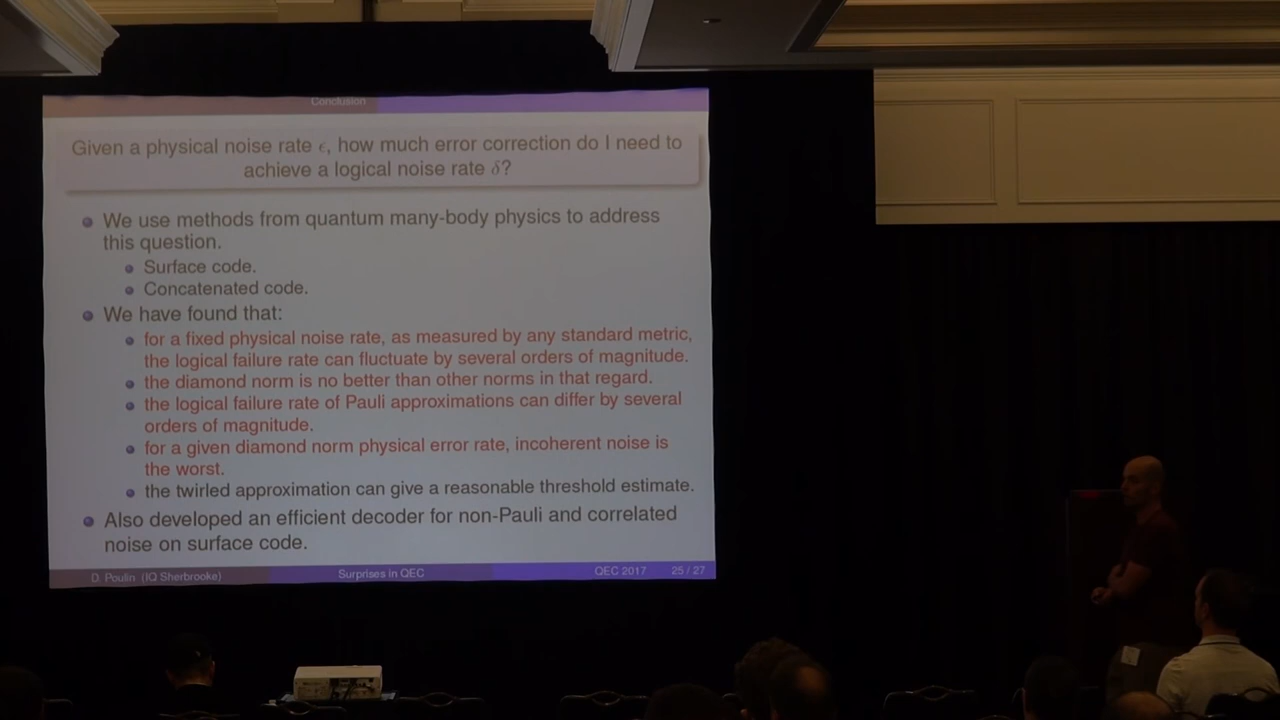 Conclusion
Given a physical noise rate ϵ, how much error correction do I need to
achieve a logical noise rate δ?
We use methods from quantum many-body physics to address
this question.
Surface code.
Concatenated code.
We have found that:
for a fixed physical noise rate, as measured by any standard metric,
the logical failure rate can fluctuate by several orders of magnitude.
the diamond norm is no better than other norms in that regard.
the logical failure rate of Pauli approximations can differ by several
orders of magnitude.
for a given diamond norm physical error rate, incoherent noise is
the worst.
the twirled approximation can give a reasonable threshold estimate.
Also developed an efficient decoder for non-Pauli and correlated
noise on surface code.
D. Poulin (IQ Sherbrooke) Surprises in QEC QEC 2017 25 / 27